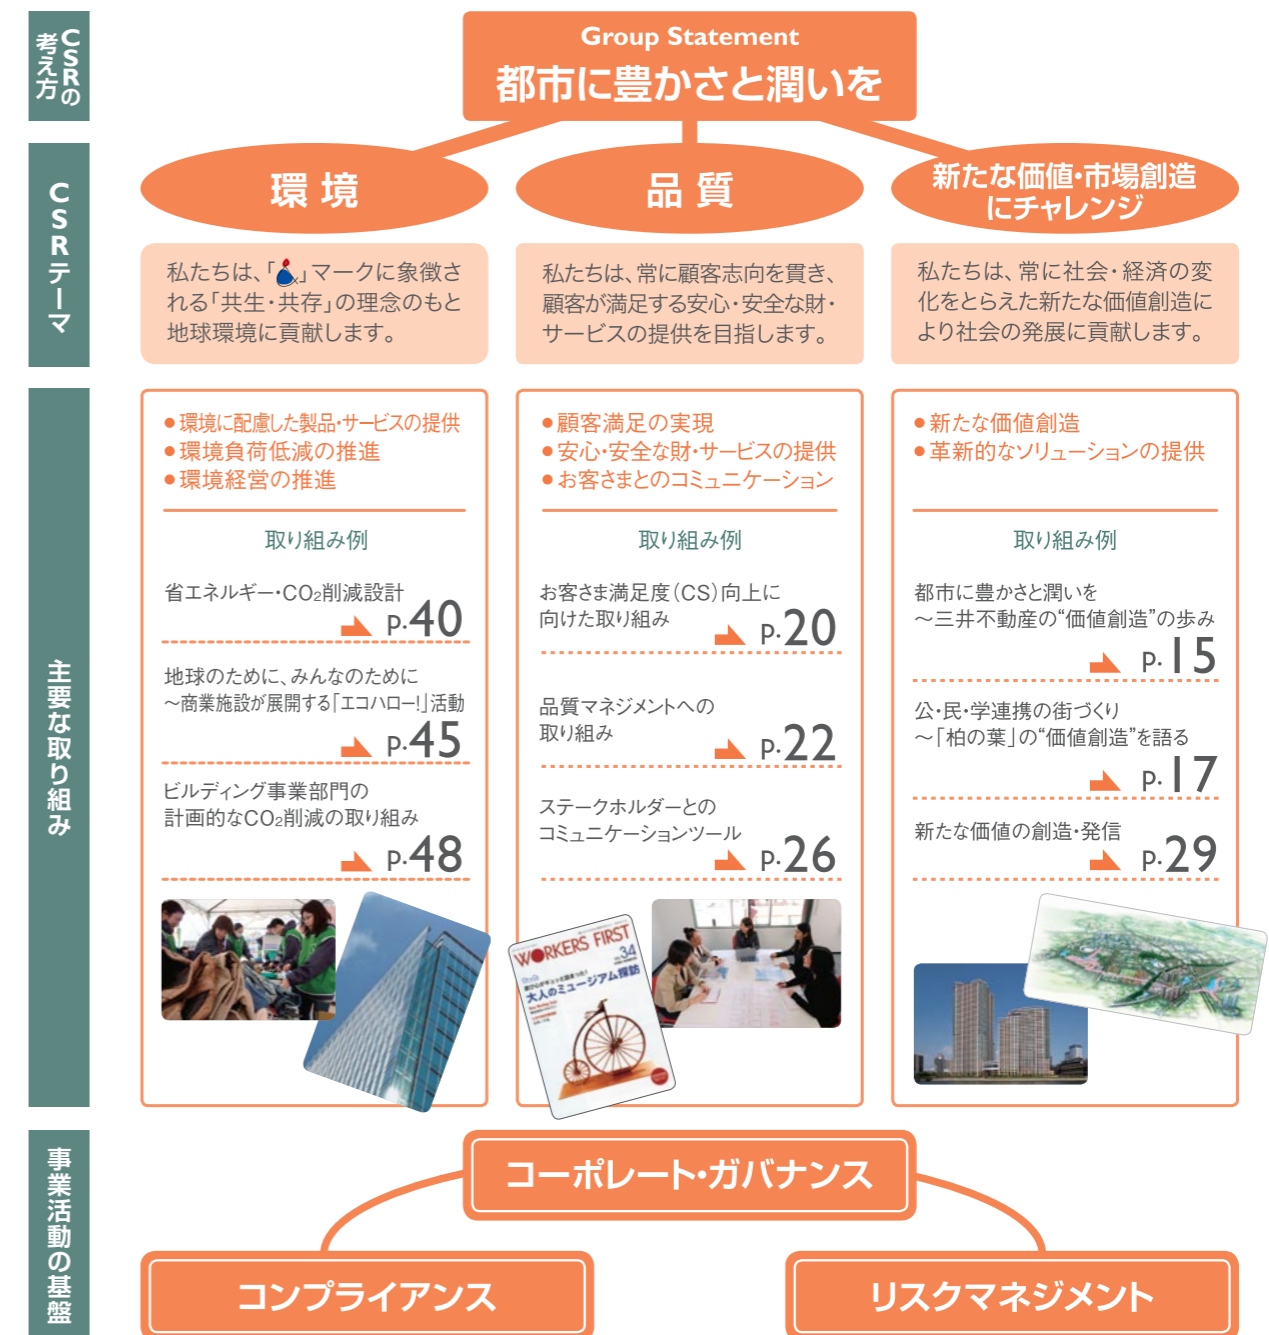 CSRの
考え方
Group Statement
都市に豊かさと潤いを
CSRテーマ
環 境
私たちは、「」マークに象徴さ
れる「共生・共存」の理念のもと
地球環境に貢献します。
品 質
私たちは、常に顧客志向を貫き、
顧客が満足する安心・安全な財・
サービスの提供を目指します。
新たな価値・市場創造
にチャレンジ
私たちは、常に社会・経済の変
化をとらえた新たな価値創造に
より社会の発展に貢献します。
主要な取り組み
●環境に配慮した製品・サービスの提供
●環境負荷低減の推進
●環境経営の推進
取り組み例
省エネルギー・CO₂削減設計
P.40
地球のために、みんなのために
～商業施設が展開する「エコハロー!」活動
P.45
ビルディング事業部門の
計画的なCO₂削減の取り組み
P.48
●顧客満足の実現
●安心・安全な財・サービスの提供
●お客さまとのコミュニケーション
取り組み例
お客さま満足度（CS）向上に
向けた取り組み
P.20
品質マネジメントへの
取り組み
P.22
ステークホルダーとの
コミュニケーションツール
P.26
WORKERS FIRST
34
大人のミュージアム探訪
●新たな価値創造
●革新的なソリューションの提供
取り組み例
都市に豊かさと潤いを
～三井不動産の“価値創造”の歩み
P.15
公・民・学連携の街づくり
～「柏の葉」の“価値創造”を語る
P.17
新たな価値の創造・発信
P.29
事業活動の基盤
コーポレート・ガバナンス
コンプライアンス
リスクマネジメント